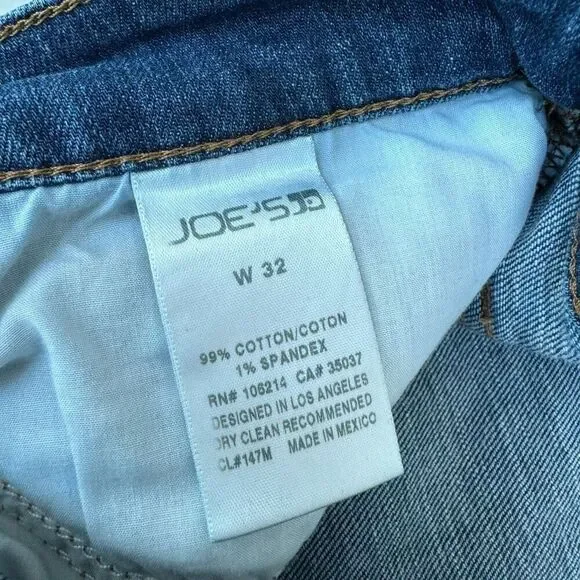 JOE'S
W 32
99% COTTON/COTON
1% SPANDEX
RN# 106214 CA# 35037
DESIGNED IN LOS ANGELES
DRY CLEAN RECOMMENDED
CL#147M MADE IN MEXICO